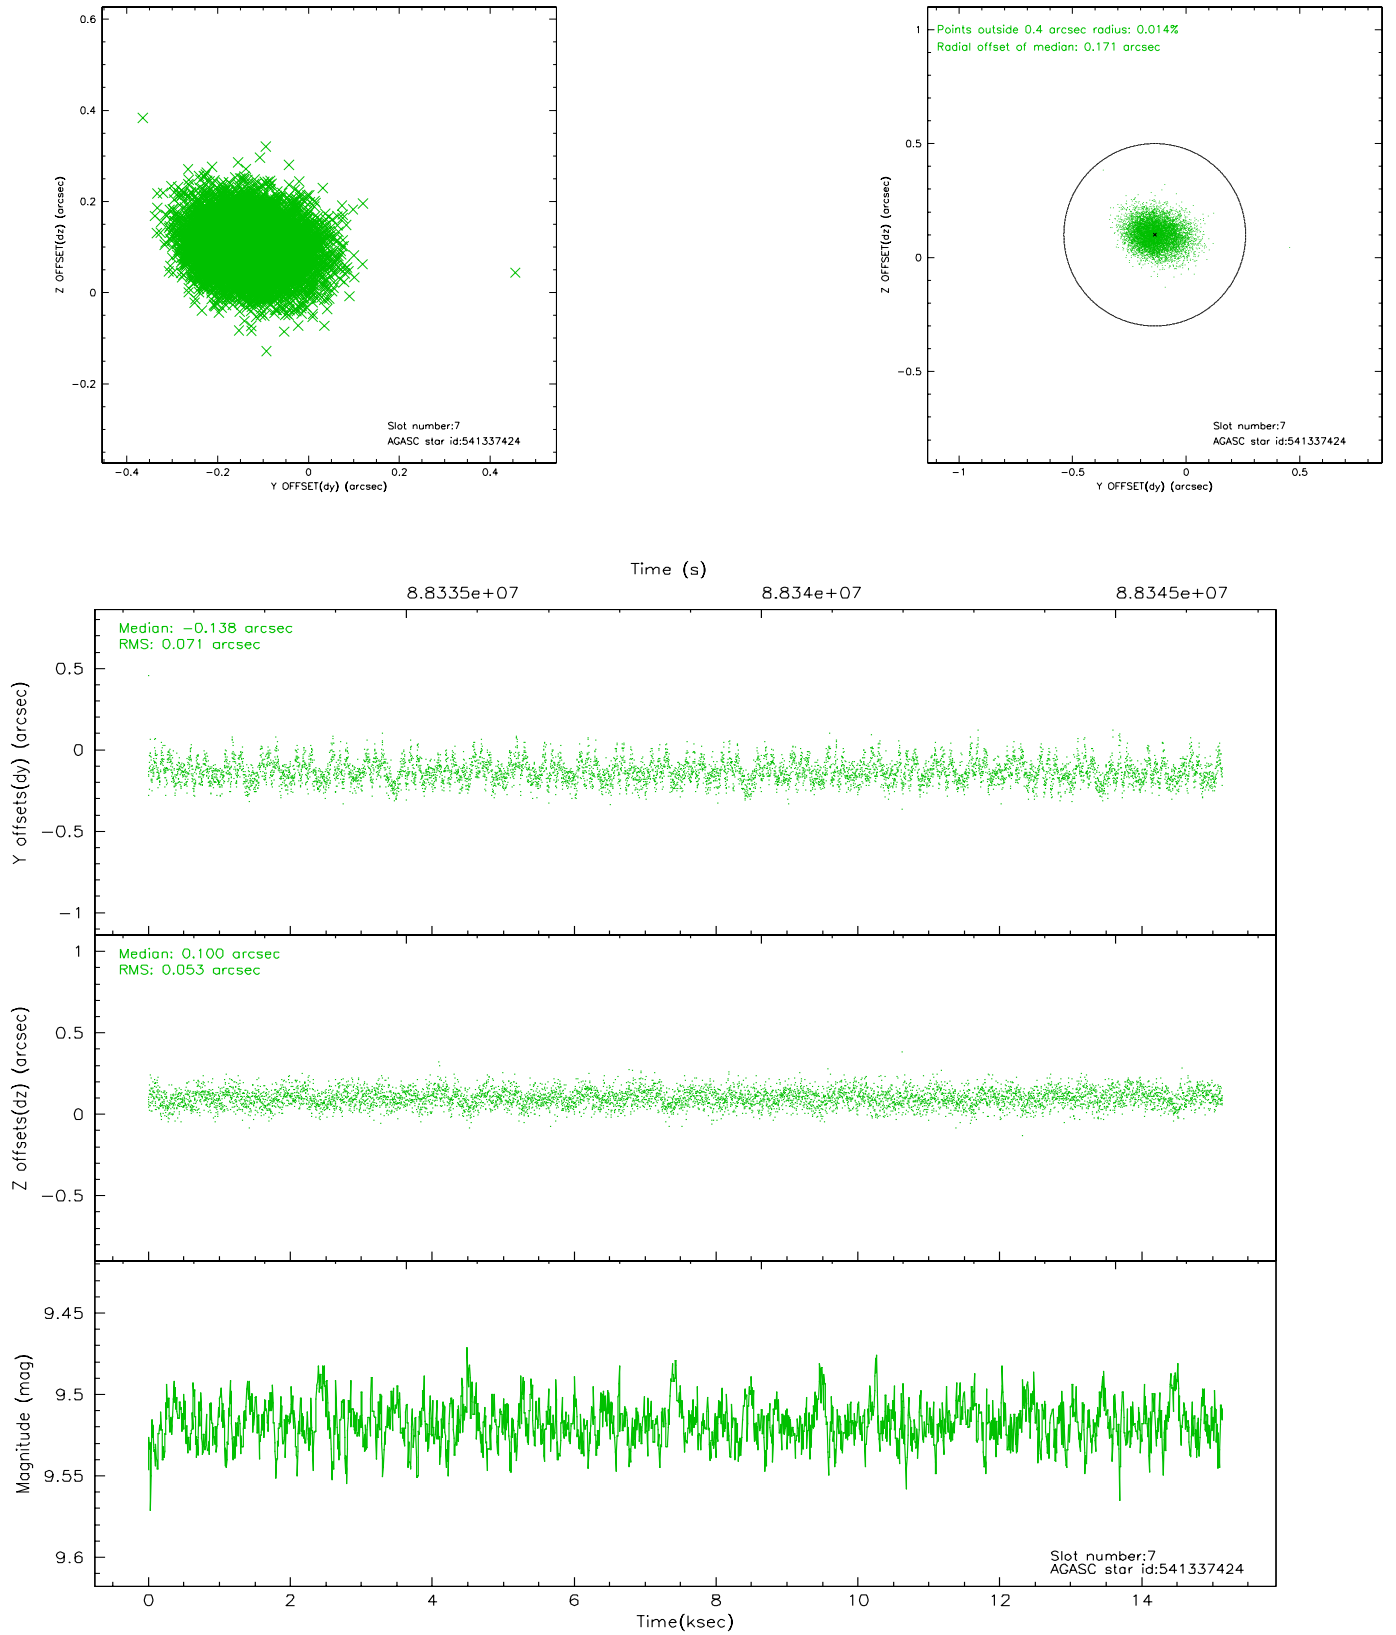 0.6
0.4
0.2
0
−0.2
Z OFFSET(dz) (arcsec)
Slot number:7
AGASC star id:541337424
−0.4 −0.2 0 0.2 0.4
Y OFFSET(dy) (arcsec)
Points outside 0.4 arcsec radius: 0.014%
Radial offset of median: 0.171 arcsec
1
0.5
0
−0.5
Z OFFSET(dz) (arcsec)
Slot number:7
AGASC star id:541337424
−1 −0.5 0 0.5
Y OFFSET(dy) (arcsec)
Time (s)
8.8335e+07 8.834e+07 8.8345e+07
Median: −0.138 arcsec
RMS: 0.071 arcsec
0.5
0
−0.5
−1
Y offsets(dy) (arcsec)
Median: 0.100 arcsec
RMS: 0.053 arcsec
1
0.5
0
−0.5
Z offsets(dz) (arcsec)
9.45
9.5
9.55
9.6
Magnitude (mag)
Slot number:7
AGASC star id:541337424
0 2 4 6 8 10 12 14
Time(ksec)